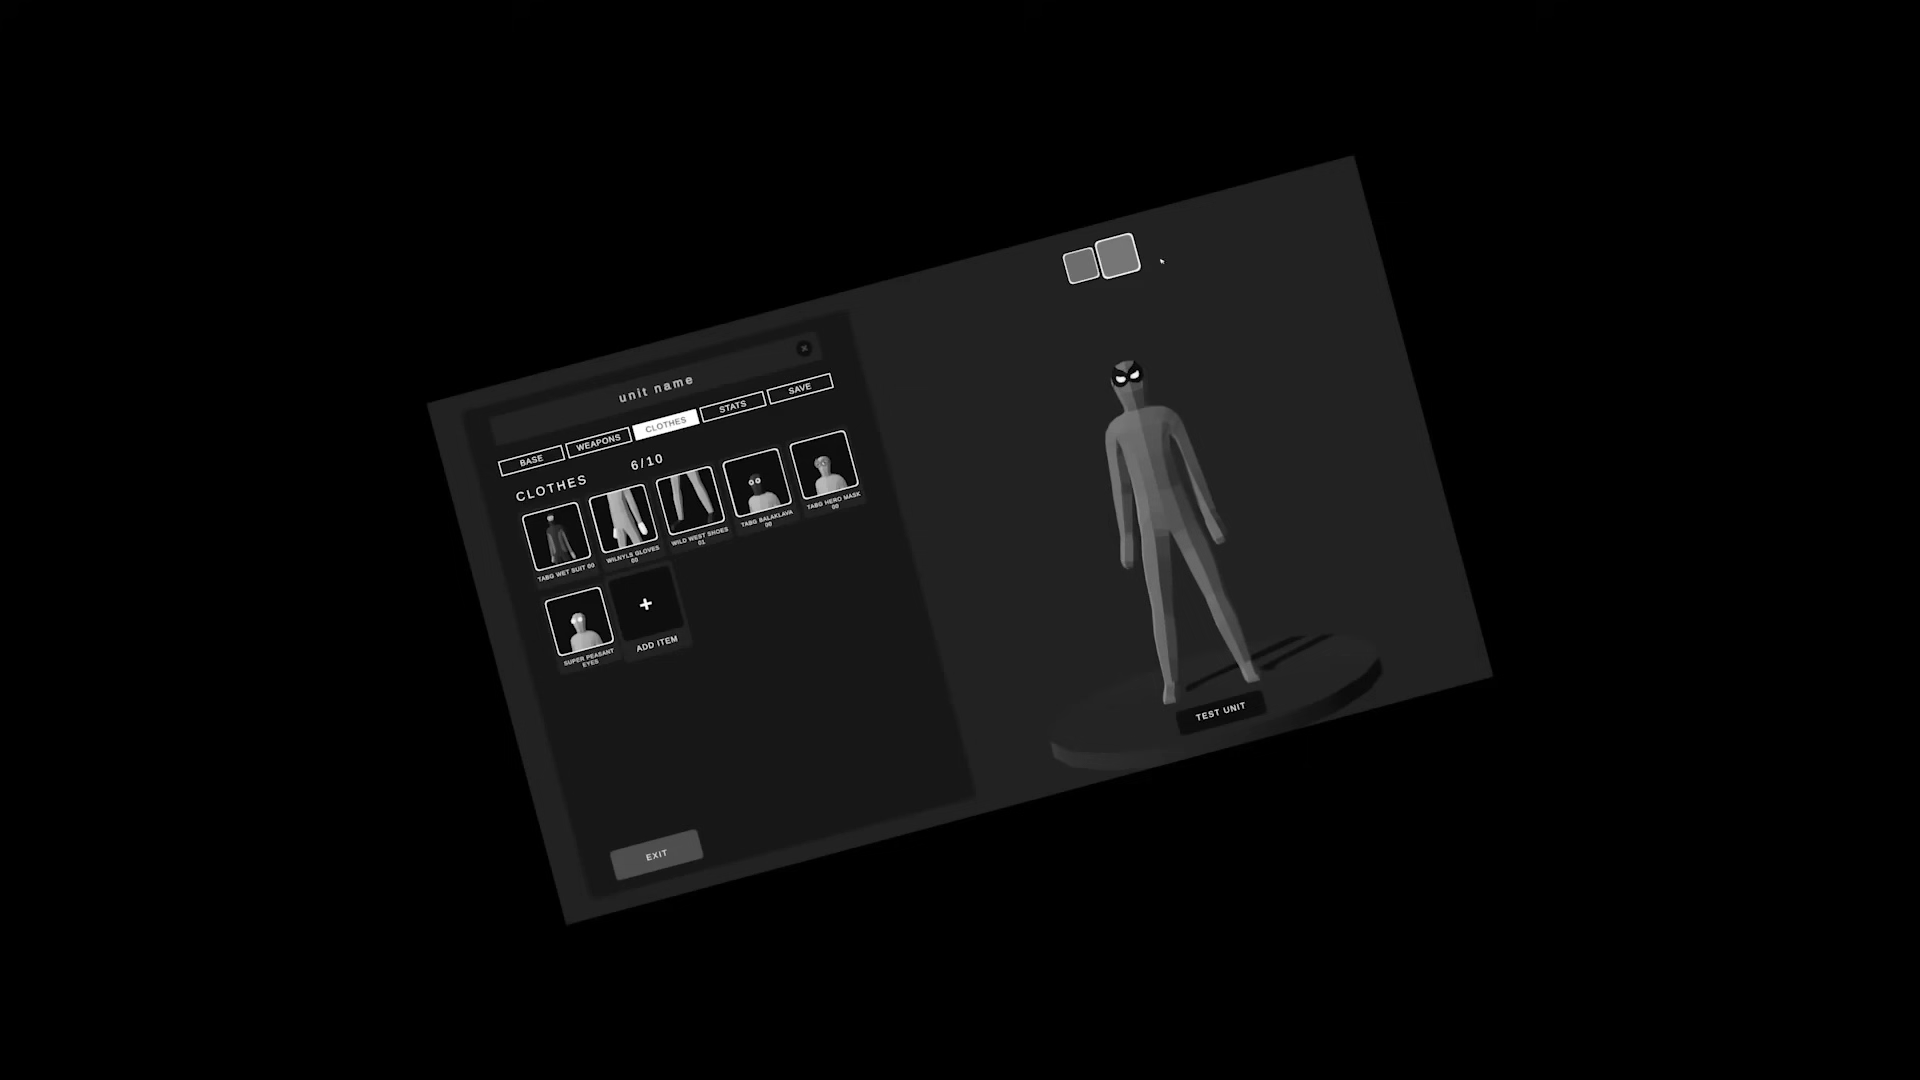 unit name
BASE
WEAPONS
CLOTHES
STATS
SAVE
CLOTHES
6/10
TABG WET SUIT 00
WILNYLS GLOVES
00
WILD WEST SHOES
01
TABG BALAKLAVA
00
TABG HERO MASK
00
SUPER PEASANT
EYES
+
ADD ITEM
TEST UNIT
EXIT